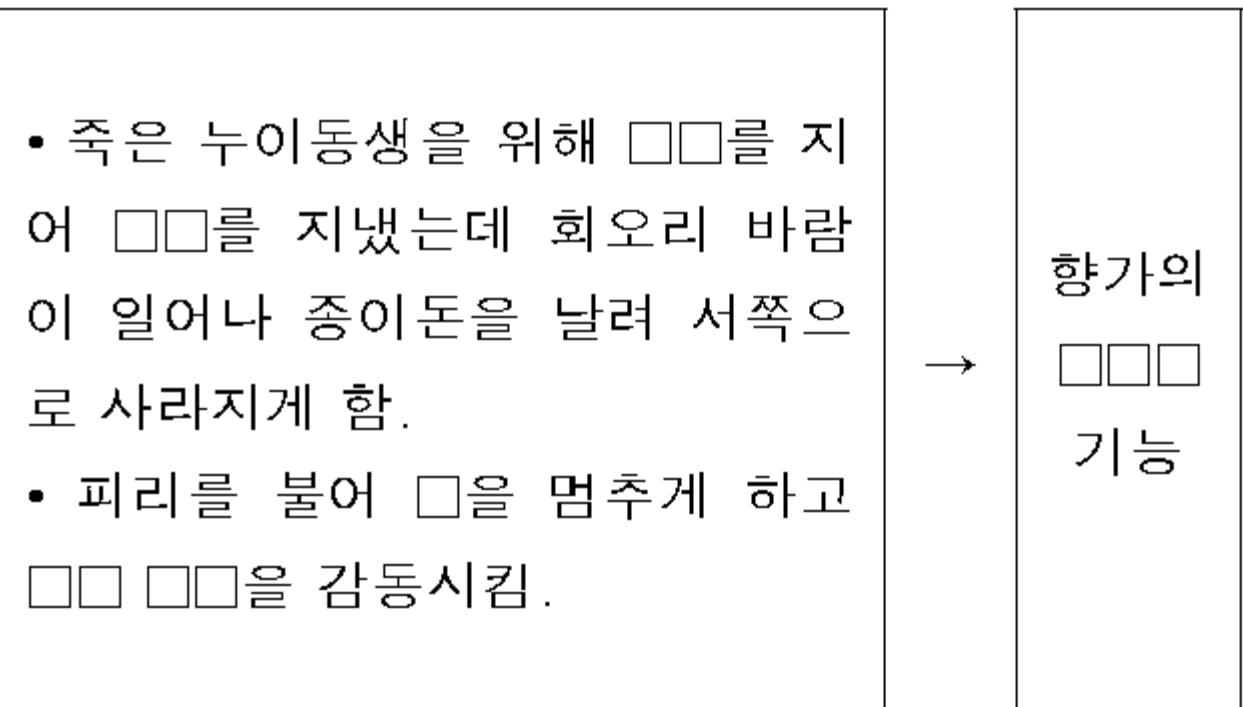 • 죽은 누이동생을 위해 □□를 지
어 □□를 지냈는데 회오리 바람
이 일어나 종이돈을 날려 서쪽으
로 사라지게 함.
• 피리를 불어 □을 멈추게 하고
□□ □□을 감동시킴.
→
향가의
□□□
기능